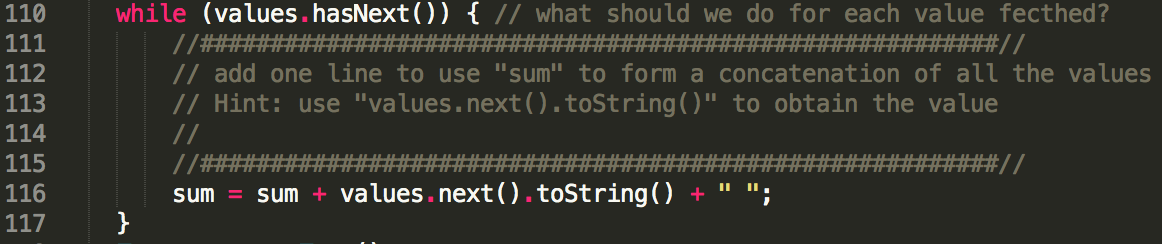 110 while (values.hasNext()) { // what should we do for each value fecthed?
111 //#########################################################//
112 // add one line to use "sum" to form a concatenation of all the values
113 // Hint: use "values.next().toString()" to obtain the value
114 //
115 //#########################################################//
116 sum = sum + values.next().toString() + " ";
117 }